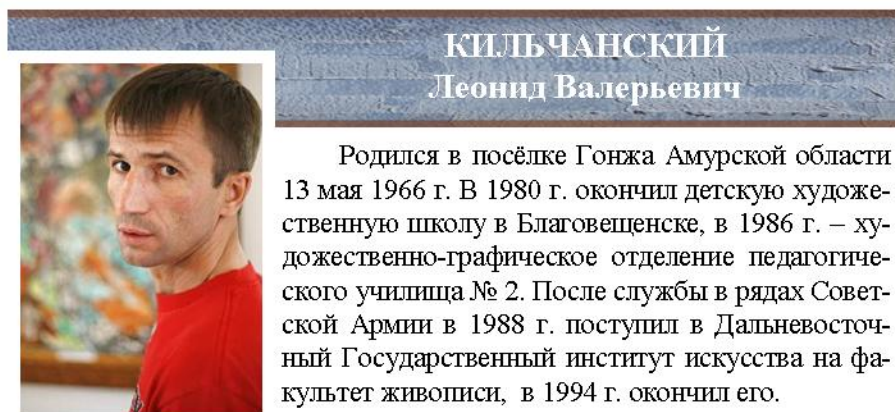 КИЛЬЧАНСКИЙ
Леонид Валерьевич
Родился в посёлке Гонжа Амурской области
13 мая 1966 г. В 1980 г. окончил детскую художе-
ственную школу в Благовещенске, в 1986 г. – ху-
дожественно-графическое отделение педагогиче-
ского училища № 2. После службы в рядах Совет-
ской Армии в 1988 г. поступил в Дальневосточ-
ный Государственный институт искусства на фа-
культет живописи, в 1994 г. окончил его.